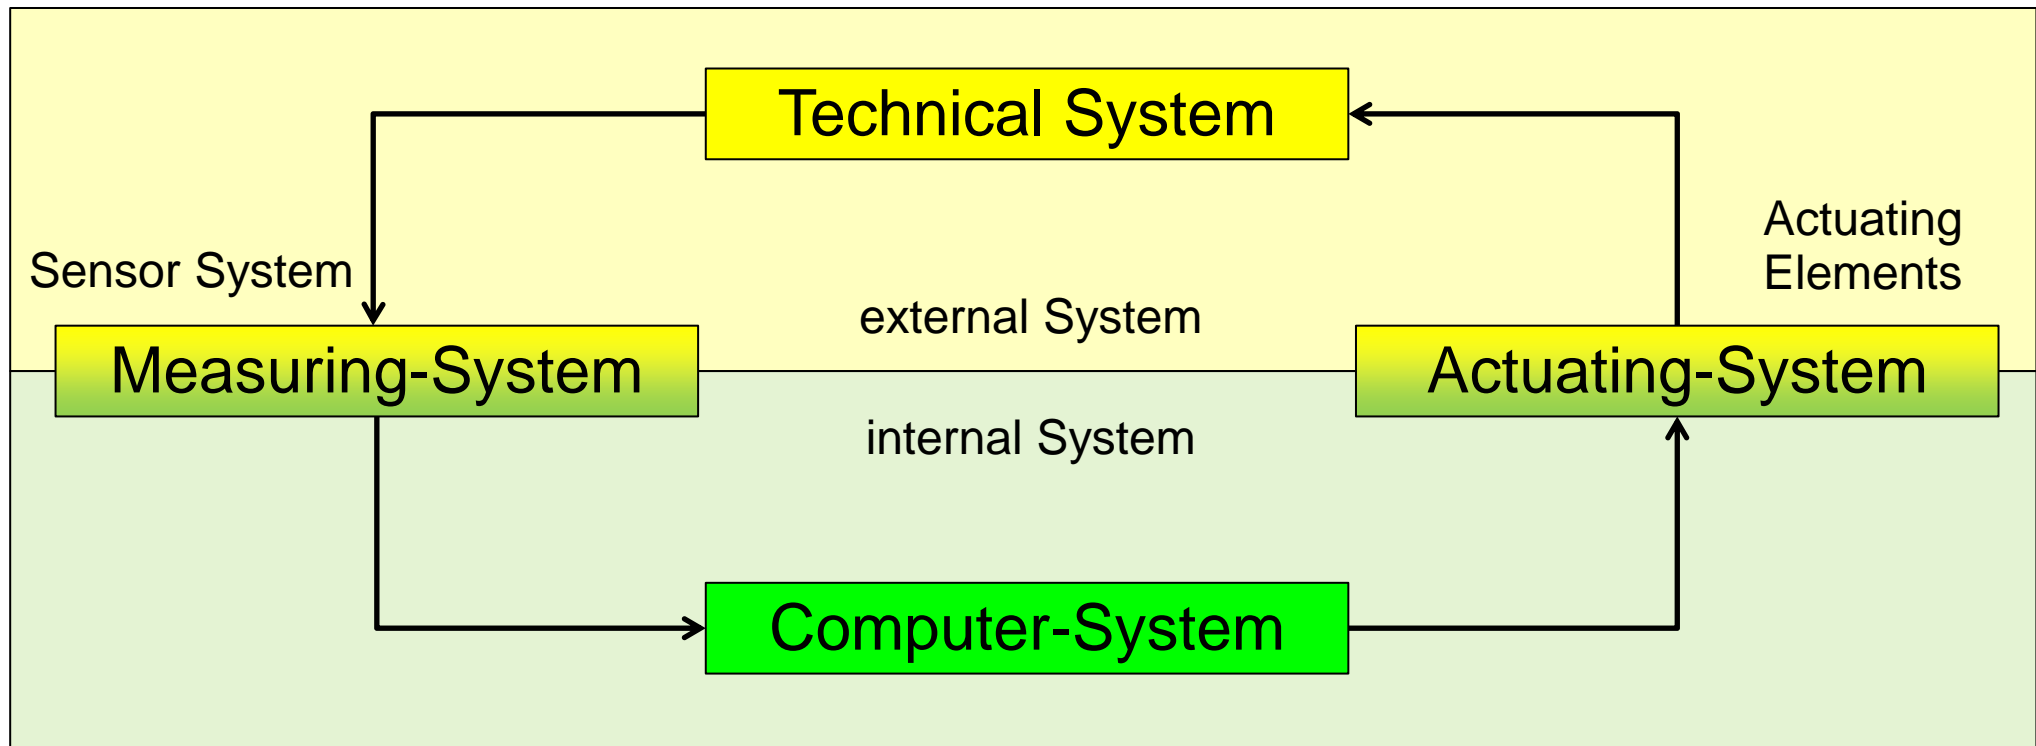 Technical System
Sensor System
Actuating
Elements
external System
Measuring-System
Actuating-System
internal System
Computer-System